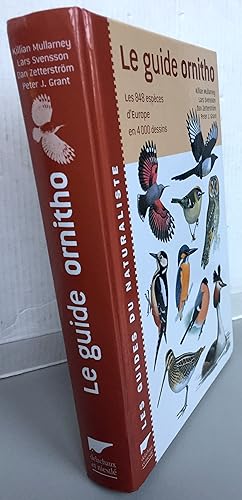 Killian Mullarney
Lars Svensson
Dan Zetterström
Peter J. Grant
Le guide ornitho
delachaux
et niestlé
Le guide ornitho
Killian Mullarney
Lars Svensson
Dan Zetterström
Peter J. Grant
Les 848 espèces
d'Europe
en 4000 dessins
LES GUIDES DU NATURALISTE